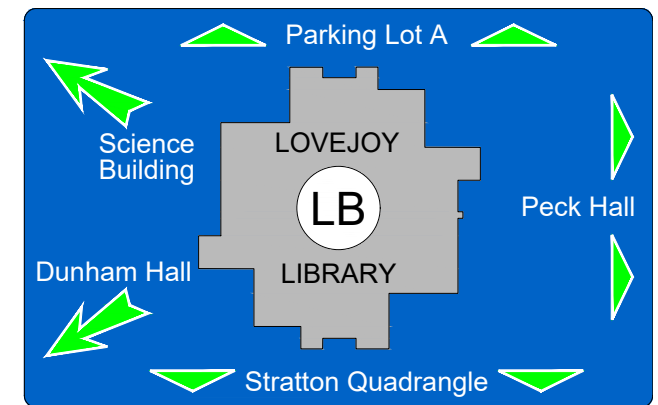 Parking Lot A
Science
Building
LOVEJOY
LB
LIBRARY
Peck Hall
Dunham Hall
Stratton Quadrangle